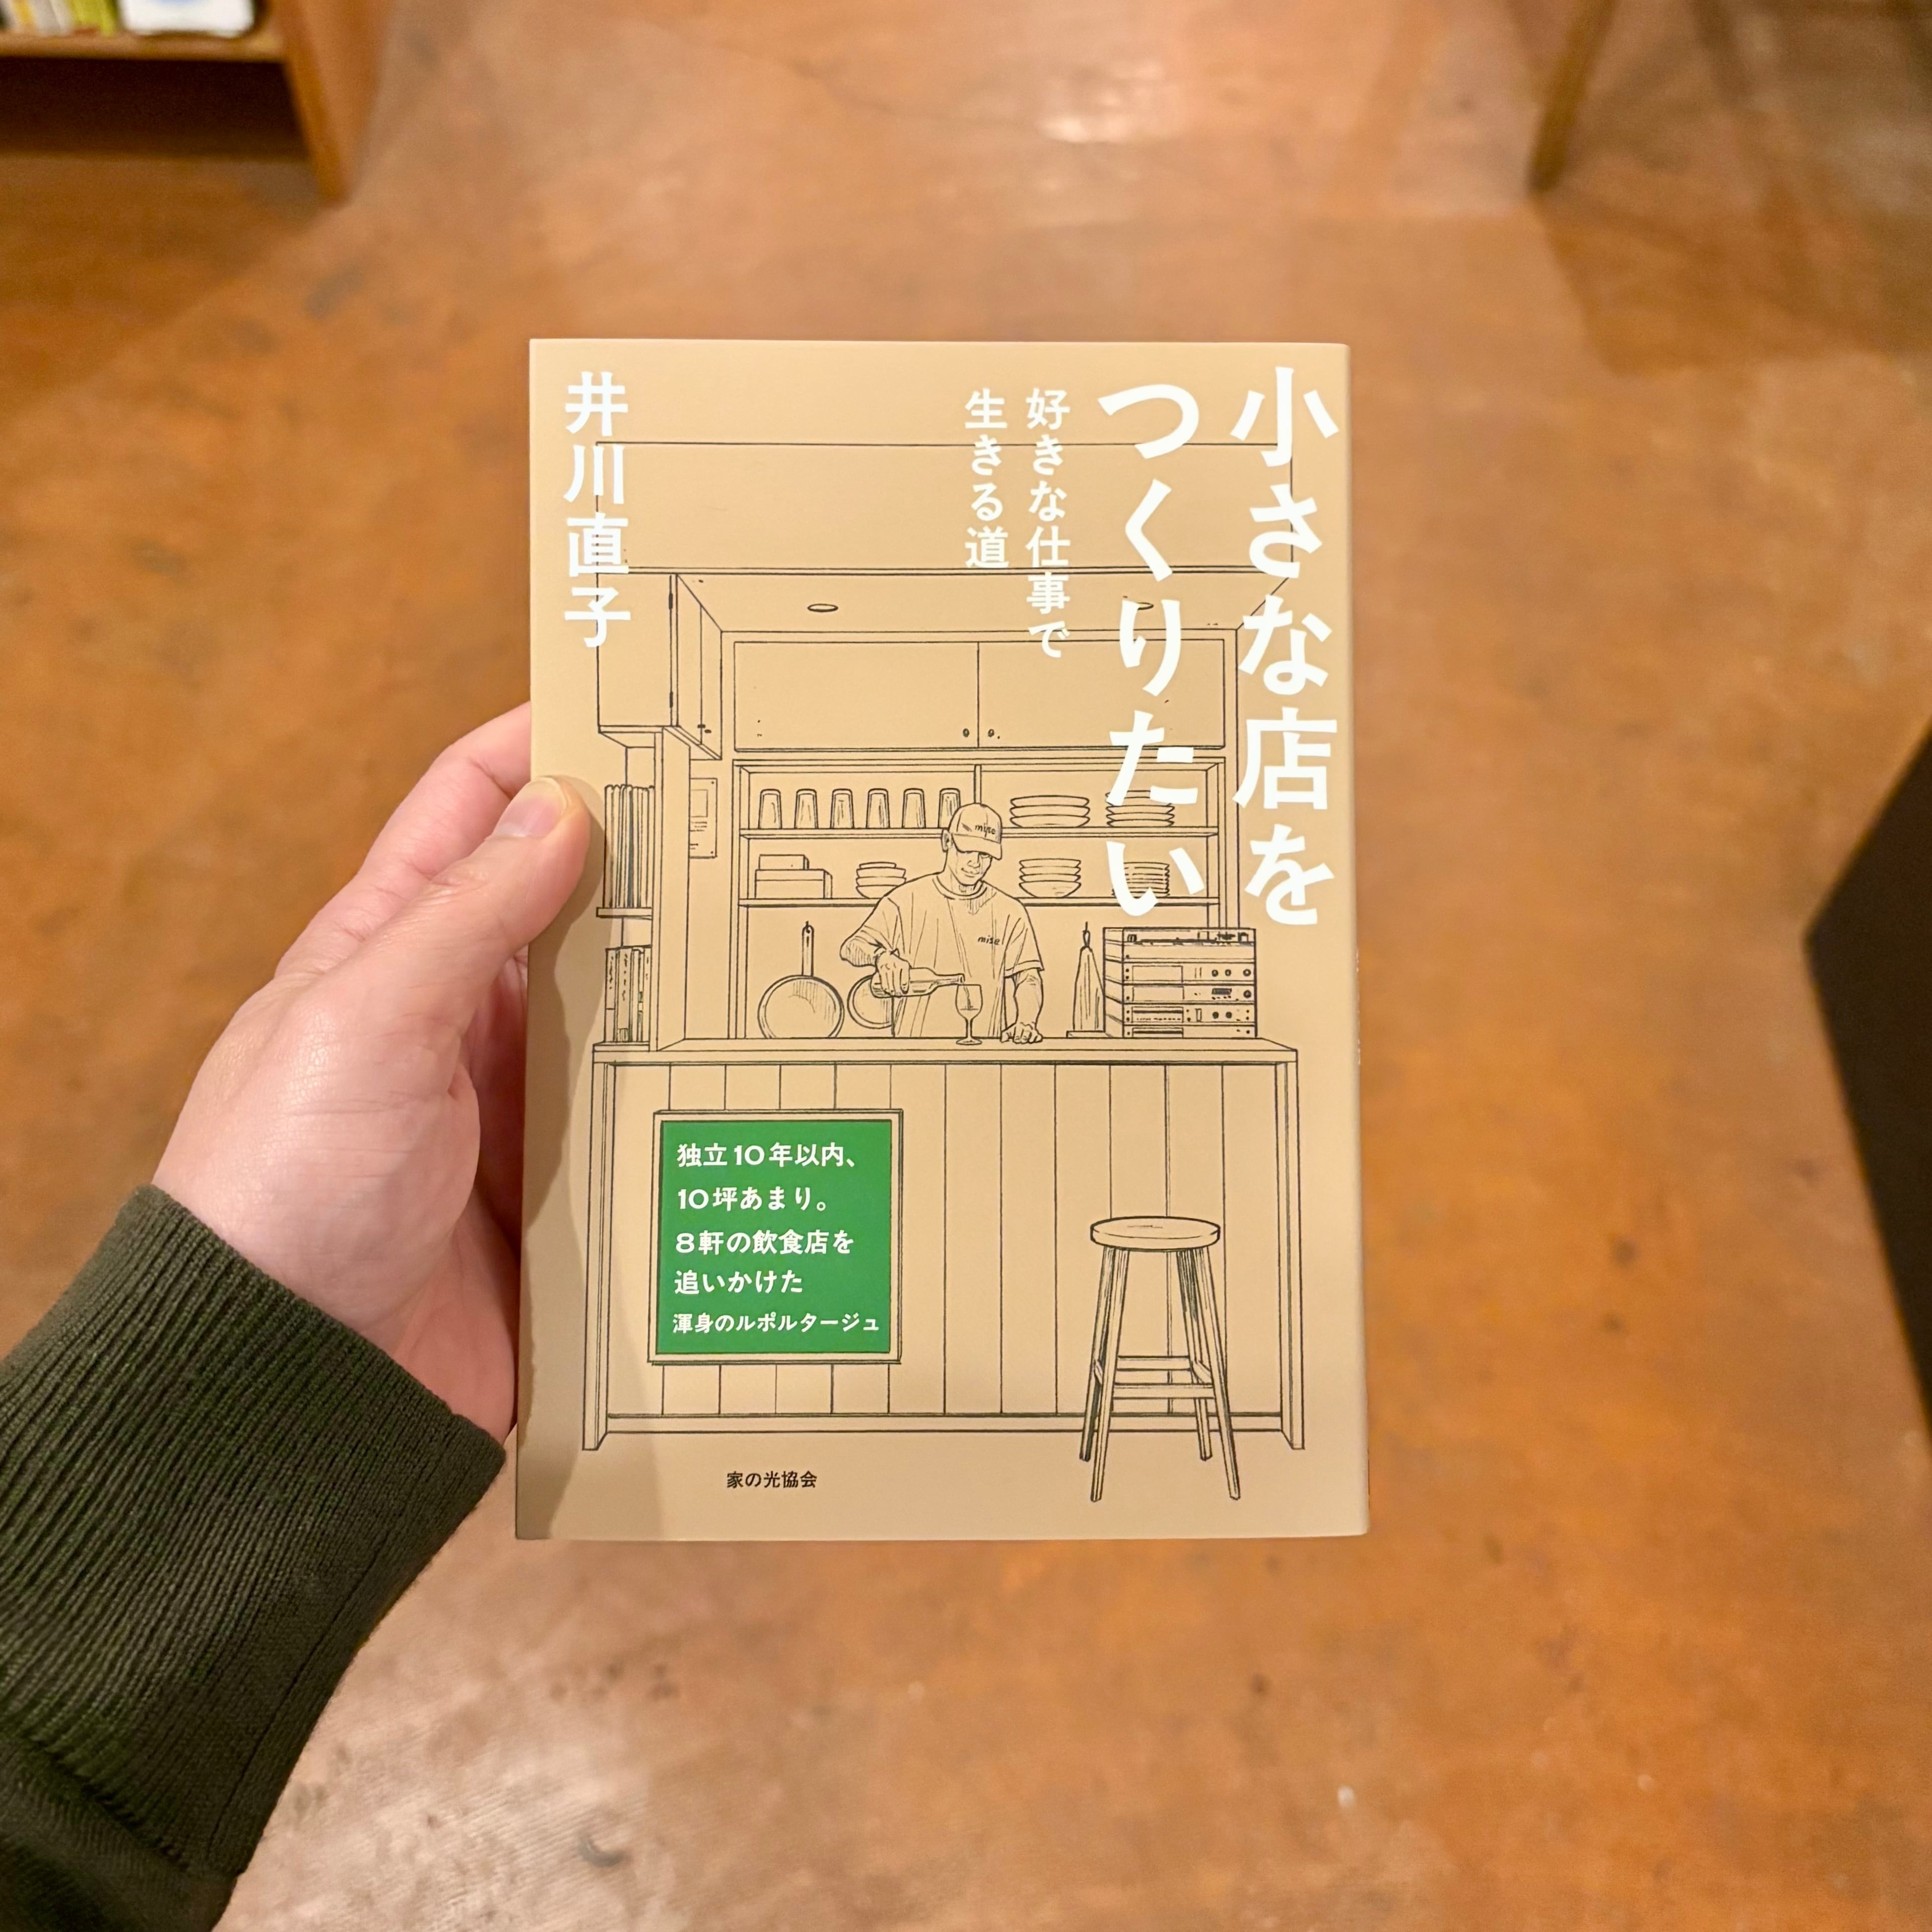 小さな店を
つくりたい
好きな仕事で
生きる道
井川直子
mise
mise
独立10年以内、
10坪あまり。
8軒の飲食店を
追いかけた
渾身のルポルタージュ
家の光協会